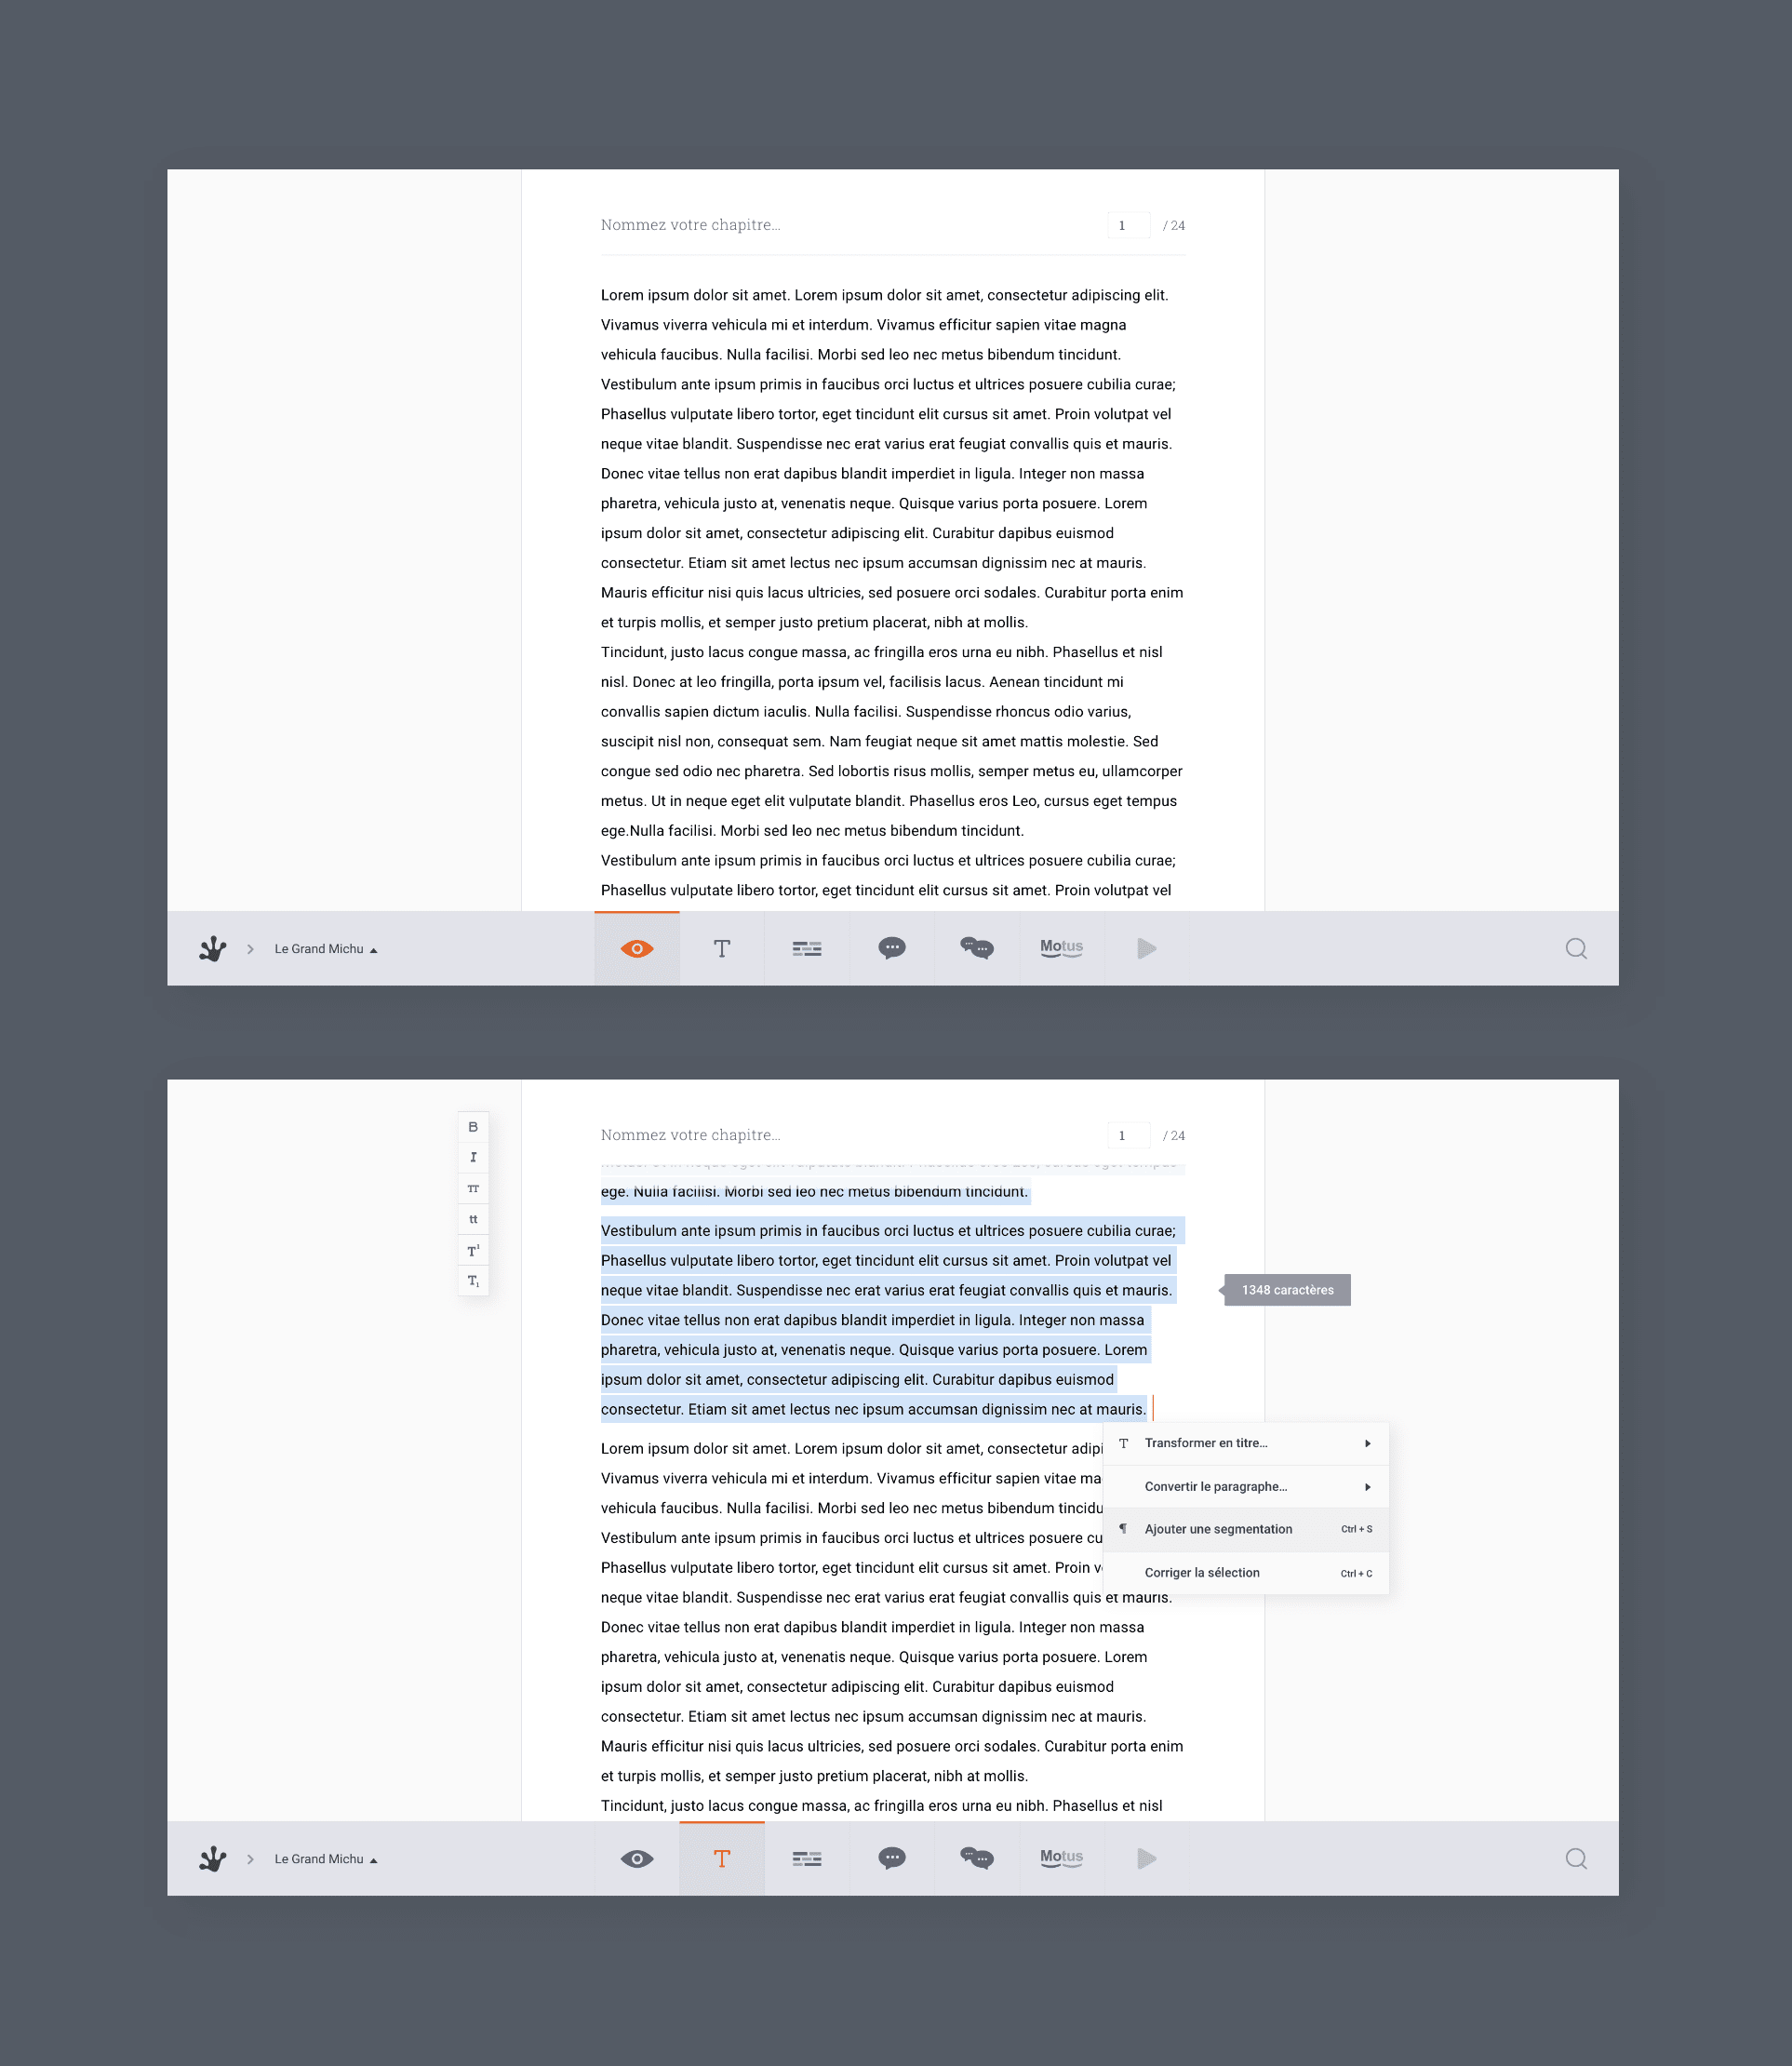 Nommez votre chapitre...
1 / 24
Lorem ipsum dolor sit amet. Lorem ipsum dolor sit amet, consectetur adipiscing elit.
Vivamus viverra vehicula mi et interdum. Vivamus efficitur sapien vitae magna
vehicula faucibus. Nulla facilisi. Morbi sed leo nec metus bibendum tincidunt.
Vestibulum ante ipsum primis in faucibus orci luctus et ultrices posuere cubilia curae;
Phasellus vulputate libero tortor, eget tincidunt elit cursus sit amet. Proin volutpat vel
neque vitae blandit. Suspendisse nec erat varius erat feugiat convallis quis et mauris.
Donec vitae tellus non erat dapibus blandit imperdiet in ligula. Integer non massa
pharetra, vehicula justo at, venenatis neque. Quisque varius porta posuere. Lorem
ipsum dolor sit amet, consectetur adipiscing elit. Curabitur dapibus euismod
consectetur. Etiam sit amet lectus nec ipsum accumsan dignissim nec at mauris.
Mauris efficitur nisi quis lacus ultricies, sed posuere orci sodales. Curabitur porta enim
et turpis mollis, et semper justo pretium placerat, nibh at mollis.
Tincidunt, justo lacus congue massa, ac fringilla eros urna eu nibh. Phasellus et nisl
nisl. Donec at leo fringilla, porta ipsum vel, facilisis lacus. Aenean tincidunt mi
convallis sapien dictum iaculis. Nulla facilisi. Suspendisse rhoncus odio varius,
suscipit nisl non, consequat sem. Nam feugiat neque sit amet mattis molestie. Sed
congue sed odio nec pharetra. Sed lobortis risus mollis, semper metus eu, ullamcorper
metus. Ut in neque eget elit vulputate blandit. Phasellus eros Leo, cursus eget tempus
ege.Nulla facilisi. Morbi sed leo nec metus bibendum tincidunt.
Vestibulum ante ipsum primis in faucibus orci luctus et ultrices posuere cubilia curae;
Phasellus vulputate libero tortor, eget tincidunt elit cursus sit amet. Proin volutpat vel
Le Grand Michu
T
Motus
B
I
TT
tt
T1
T1
Nommez votre chapitre...
1 / 24
ege. Nulla facilisi. Morbi sed leo nec metus bibendum tincidunt.
Vestibulum ante ipsum primis in faucibus orci luctus et ultrices posuere cubilia curae;
Phasellus vulputate libero tortor, eget tincidunt elit cursus sit amet. Proin volutpat vel
neque vitae blandit. Suspendisse nec erat varius erat feugiat convallis quis et mauris.
Donec vitae tellus non erat dapibus blandit imperdiet in ligula. Integer non massa
pharetra, vehicula justo at, venenatis neque. Quisque varius porta posuere. Lorem
ipsum dolor sit amet, consectetur adipiscing elit. Curabitur dapibus euismod
consectetur. Etiam sit amet lectus nec ipsum accumsan dignissim nec at mauris.
1348 caractères
T Transformer en titre...
Convertir le paragraphe...
¶ Ajouter une segmentation Ctrl + S
Corriger la sélection Ctrl + C
Lorem ipsum dolor sit amet. Lorem ipsum dolor sit amet, consectetur adipi
Vivamus viverra vehicula mi et interdum. Vivamus efficitur sapien vitae ma
vehicula faucibus. Nulla facilisi. Morbi sed leo nec metus bibendum tincidu
Vestibulum ante ipsum primis in faucibus orci luctus et ultrices posuere cu
Phasellus vulputate libero tortor, eget tincidunt elit cursus sit amet. Proin v
neque vitae blandit. Suspendisse nec erat varius erat feugiat convallis quis et mauris.
Donec vitae tellus non erat dapibus blandit imperdiet in ligula. Integer non massa
pharetra, vehicula justo at, venenatis neque. Quisque varius porta posuere. Lorem
ipsum dolor sit amet, consectetur adipiscing elit. Curabitur dapibus euismod
consectetur. Etiam sit amet lectus nec ipsum accumsan dignissim nec at mauris.
Mauris efficitur nisi quis lacus ultricies, sed posuere orci sodales. Curabitur porta enim
et turpis mollis, et semper justo pretium placerat, nibh at mollis.
Tincidunt, justo lacus congue massa, ac fringilla eros urna eu nibh. Phasellus et nisl
Le Grand Michu
T
Motus